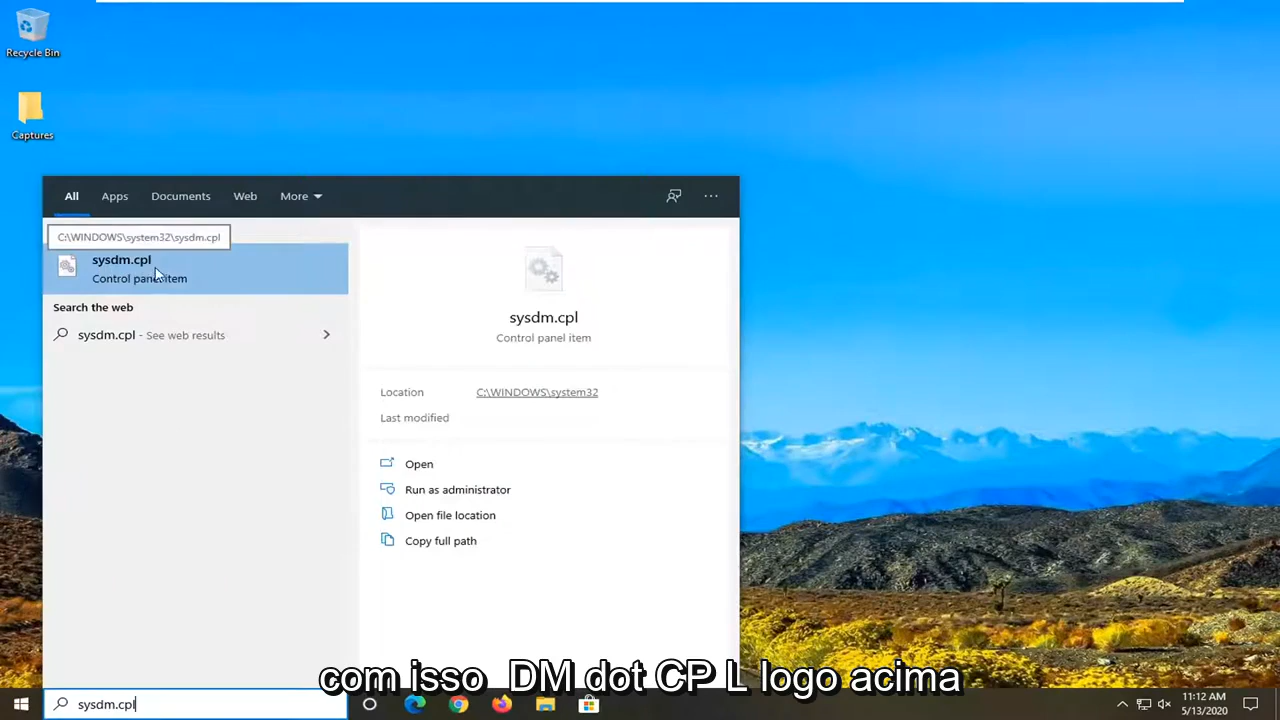 Recycle Bin
Captures
All Apps Documents Web More
C:\WINDOWS\system32\sysdm.cpl
sysdm.cpl
Control panel item
Search the web
sysdm.cpl - See web results
sysdm.cpl
Control panel item
Location C:\WINDOWS\system32
Last modified
Open
Run as administrator
Open file location
Copy full path
com isso DM dot CP L logo acima
sysdm.cpl
11:12 AM
5/13/2020